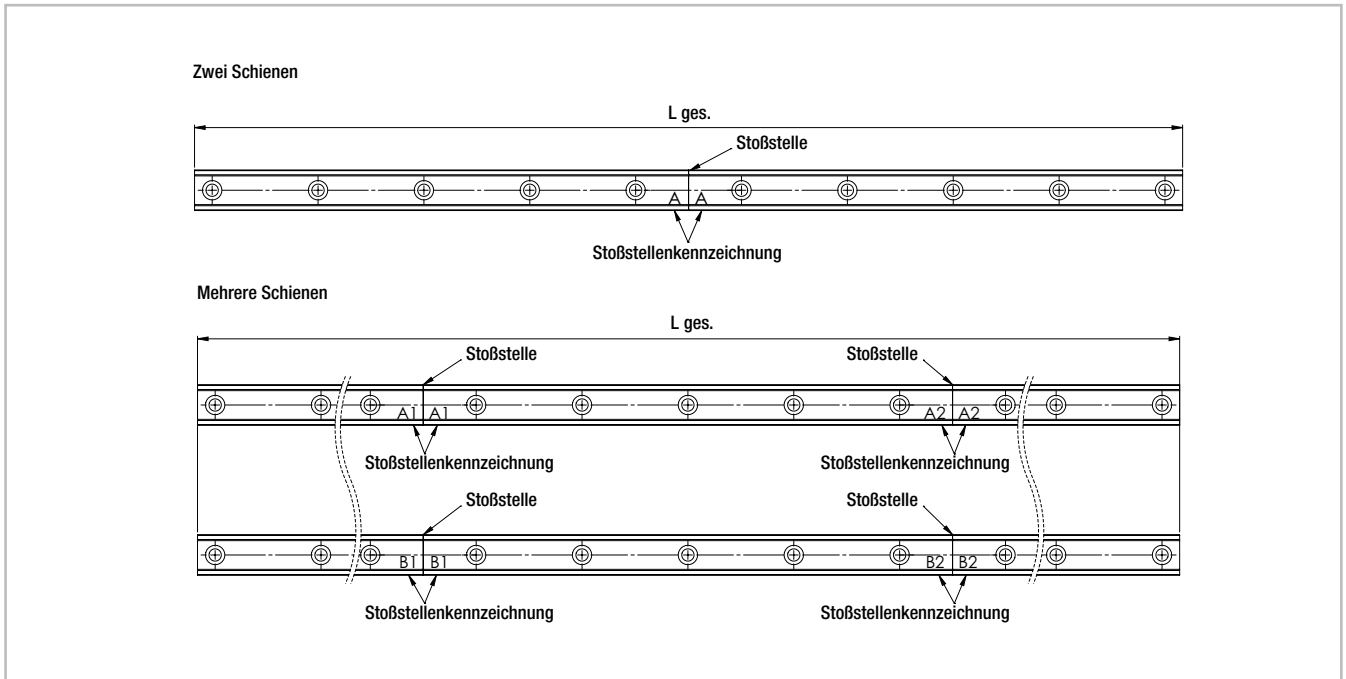 Zwei Schienen
L ges.
Stoßstelle
A A
Stoßstellenkennzeichnung
Mehrere Schienen
L ges.
Stoßstelle Stoßstelle
A1 A1 A2 A2
Stoßstellenkennzeichnung Stoßstellenkennzeichnung
Stoßstelle Stoßstelle
B1 B1 B2 B2
Stoßstellenkennzeichnung Stoßstellenkennzeichnung